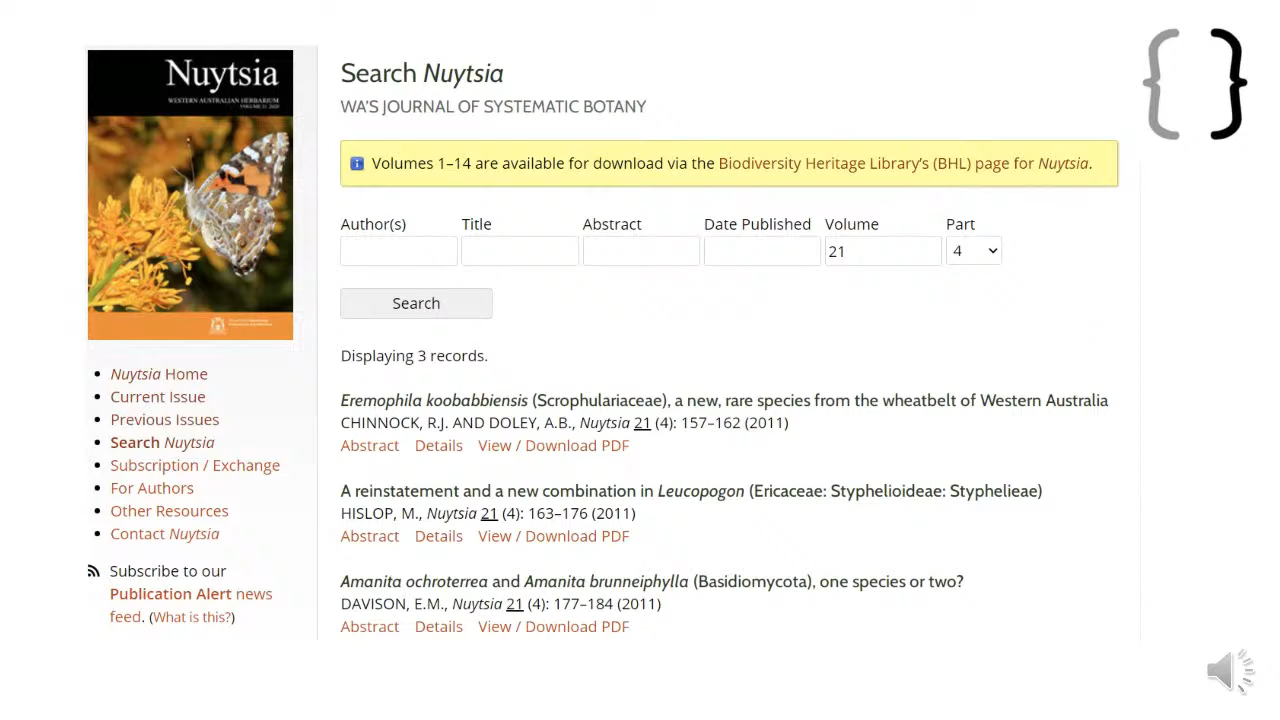 Nuytsia
WESTERN AUSTRALIAN HERBARIUM
Search Nuytsia
WA'S JOURNAL OF SYSTEMATIC BOTANY
Volumes 1–14 are available for download via the Biodiversity Heritage Library's (BHL) page for Nuytsia.
Author(s) Title Abstract Date Published Volume Part
21 4
Search
Displaying 3 records.
Eremophila koobabbiensis (Scrophulariaceae), a new, rare species from the wheatbelt of Western Australia
CHINNOCK, R.J. AND DOLEY, A.B., Nuytsia 21 (4): 157–162 (2011)
Abstract Details View / Download PDF
A reinstatement and a new combination in Leucopogon (Ericaceae: Styphelioideae: Styphelieae)
HISLOP, M., Nuytsia 21 (4): 163–176 (2011)
Abstract Details View / Download PDF
Amanita ochroterrea and Amanita brunneiphylla (Basidiomycota), one species or two?
DAVISON, E.M., Nuytsia 21 (4): 177–184 (2011)
Abstract Details View / Download PDF
Nuytsia Home
Current Issue
Previous Issues
Search Nuytsia
Subscription / Exchange
For Authors
Other Resources
Contact Nuytsia
Subscribe to our
Publication Alert news
feed. (What is this?)